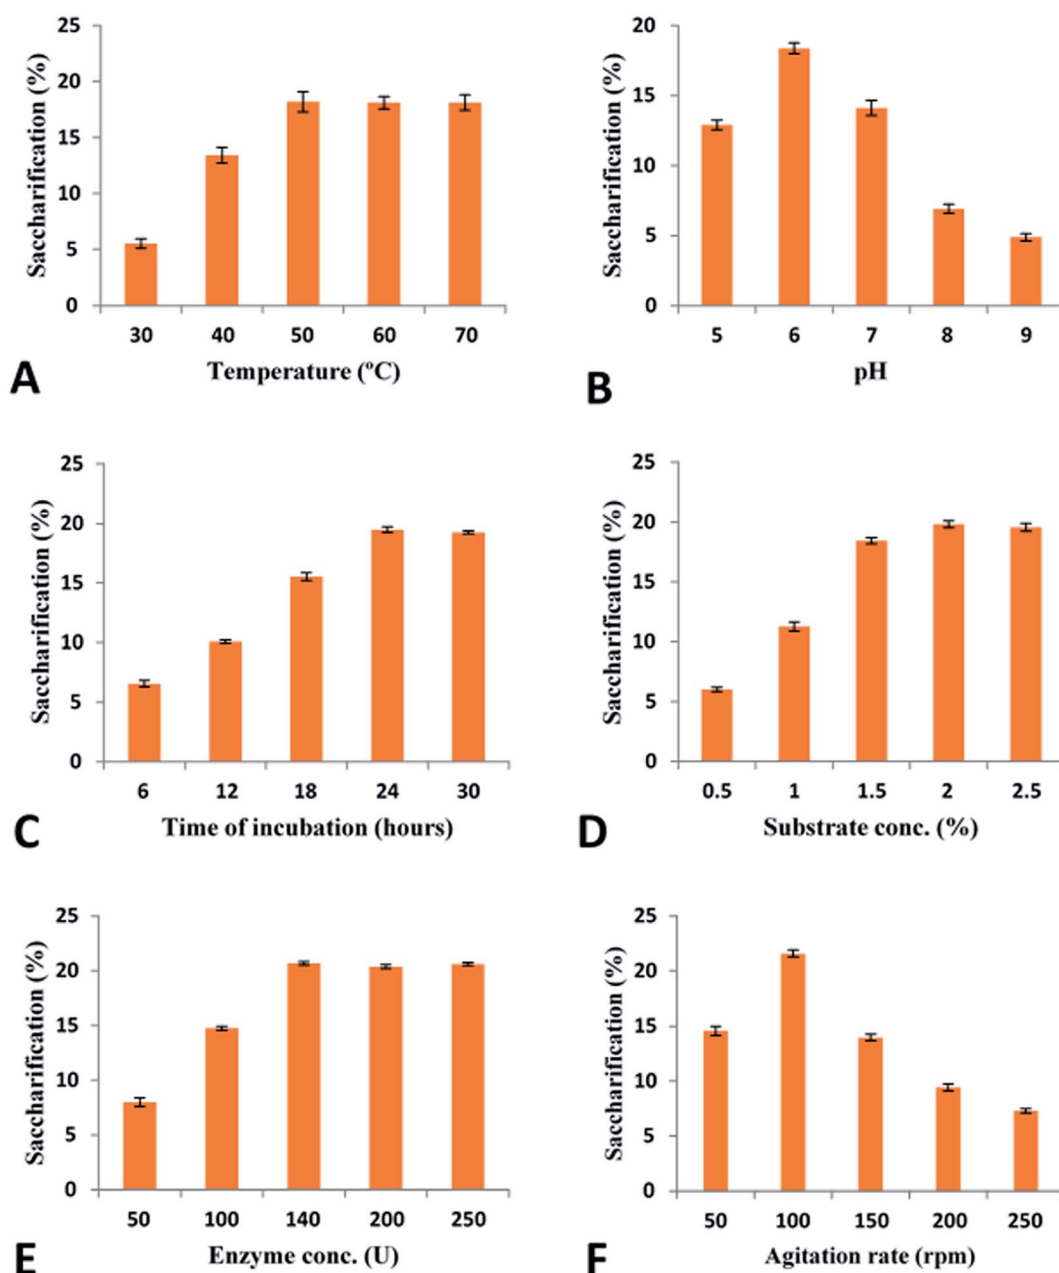 25
20
15
10
5
0
Saccharification (%)
30 40 50 60 70
Temperature (ºC)
A
20
15
10
5
0
Saccharification (%)
5 6 7 8 9
pH
B
25
20
15
10
5
0
Saccharification (%)
6 12 18 24 30
Time of incubation (hours)
C
25
20
15
10
5
0
Saccharification (%)
0.5 1 1.5 2 2.5
Substrate conc. (%)
D
25
20
15
10
5
0
Saccharification (%)
50 100 140 200 250
Enzyme conc. (U)
E
25
20
15
10
5
0
Saccharification (%)
50 100 150 200 250
Agitation rate (rpm)
F